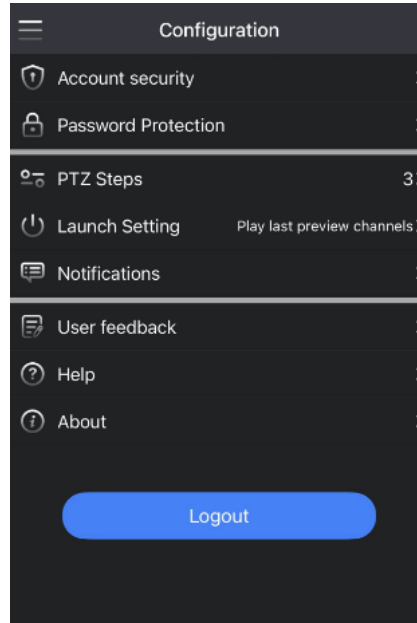 Configuration
Account security
Password Protection
PTZ Steps 3
Launch Setting Play last preview channels
Notifications
User feedback
Help
About
Logout